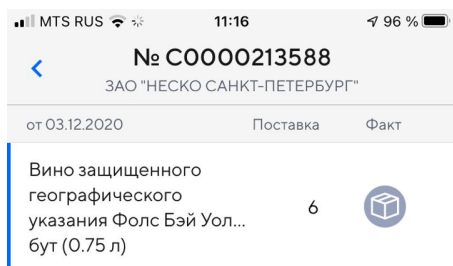 MTS RUS 11:16 96 %
№ С0000213588
ЗАО "НЕСКО САНКТ-ПЕТЕРБУРГ"
от 03.12.2020 Поставка Факт
Вино защищенного
географического
указания Фолс Бэй Уол... 6
бут (0.75 л)